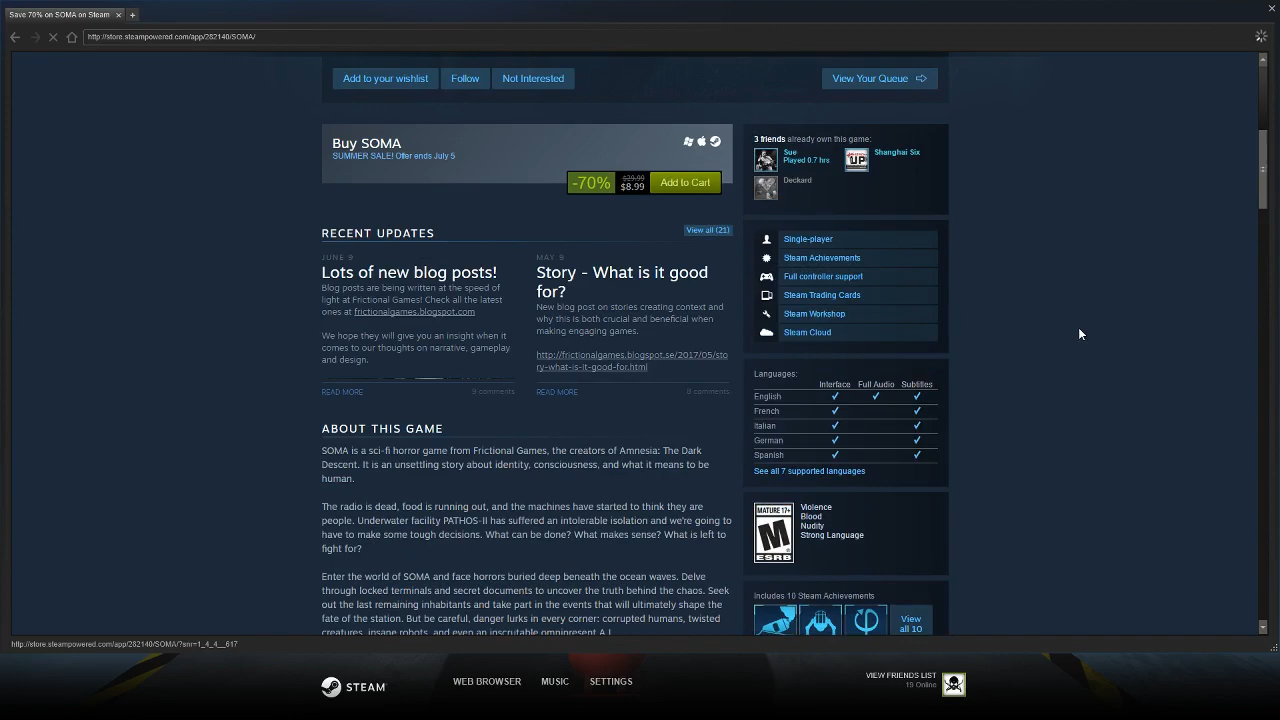 Save 70% on SOMA on Steam
http://store.steampowered.com/app/282140/SOMA/
Add to your wishlist
Follow
Not Interested
View Your Queue
Buy SOMA
SUMMER SALE! Offer ends July 5
-70%
$29.99
$8.99
Add to Cart
RECENT UPDATES
View all (21)
JUNE 9
Lots of new blog posts!
Blog posts are being written at the speed of
light at Frictional Games! Check all the latest
ones at frictionalgames.blogspot.com
We hope they will give you an insight when it
comes to our thoughts on narrative, gameplay
and design.
READ MORE
9 comments
MAY 9
Story - What is it good
for?
New blog post on stories creating context and
why this is both crucial and beneficial when
making engaging games.
http://frictionalgames.blogspot.se/2017/05/sto
ry-what-is-it-good-for.html
READ MORE
8 comments
ABOUT THIS GAME
SOMA is a sci-fi horror game from Frictional Games, the creators of Amnesia: The Dark
Descent. It is an unsettling story about identity, consciousness, and what it means to be
human.
The radio is dead, food is running out, and the machines have started to think they are
people. Underwater facility PATHOS-II has suffered an intolerable isolation and we're going to
have to make some tough decisions. What can be done? What makes sense? What is left to
fight for?
Enter the world of SOMA and face horrors buried deep beneath the ocean waves. Delve
through locked terminals and secret documents to uncover the truth behind the chaos. Seek
out the last remaining inhabitants and take part in the events that will ultimately shape the
fate of the station. But be careful, danger lurks in every corner: corrupted humans, twisted
creatures, insane robots, and even an inscrutable omnipresent A.I.
3 friends already own this game:
Sue
Played 0.7 hrs
Shanghai Six
Deckard
Single-player
Steam Achievements
Full controller support
Steam Trading Cards
Steam Workshop
Steam Cloud
Languages:
Interface Full Audio Subtitles
English
French
Italian
German
Spanish
See all 7 supported languages
MATURE 17+
M
ESRB
Violence
Blood
Nudity
Strong Language
Includes 10 Steam Achievements
View
all 10
http://store.steampowered.com/app/282140/SOMA/?snr=1_4_4__617
STEAM
WEB BROWSER
MUSIC
SETTINGS
VIEW FRIENDS LIST
19 Online